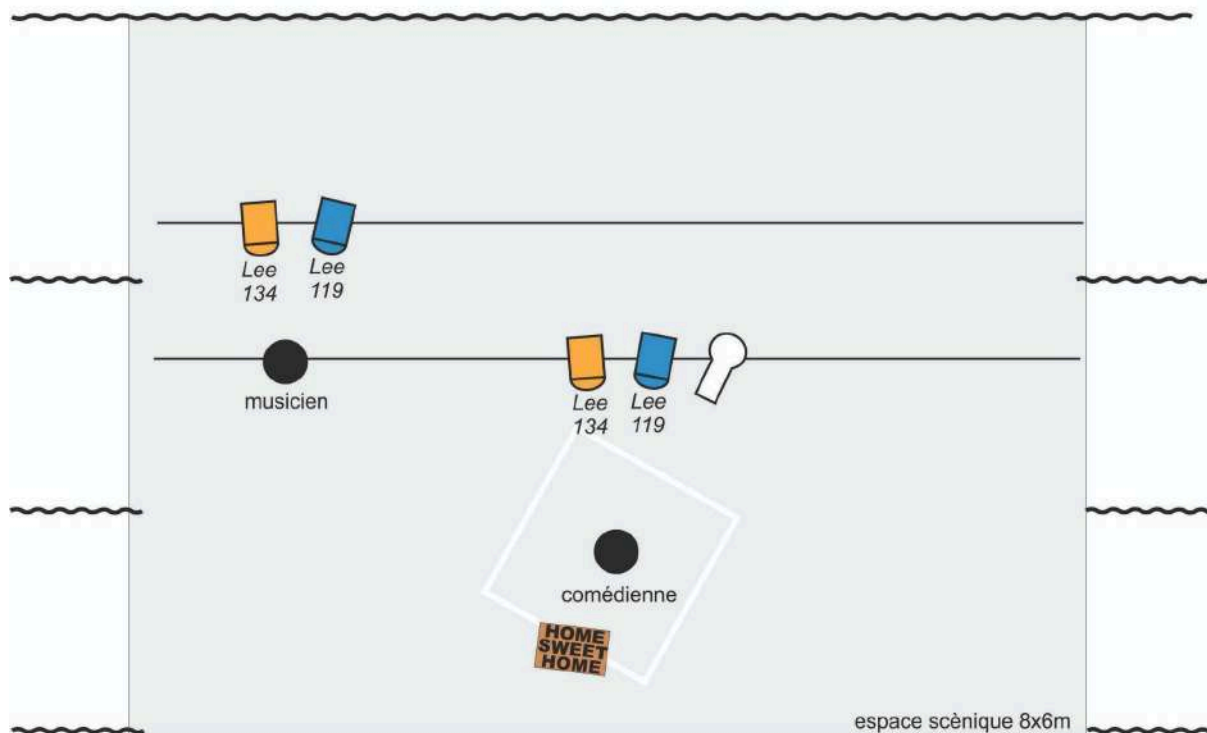 Lee
134
Lee
119
musicien
Lee
134
Lee
119
comédienne
HOME
SWEET
HOME
espace scènique 8x6m